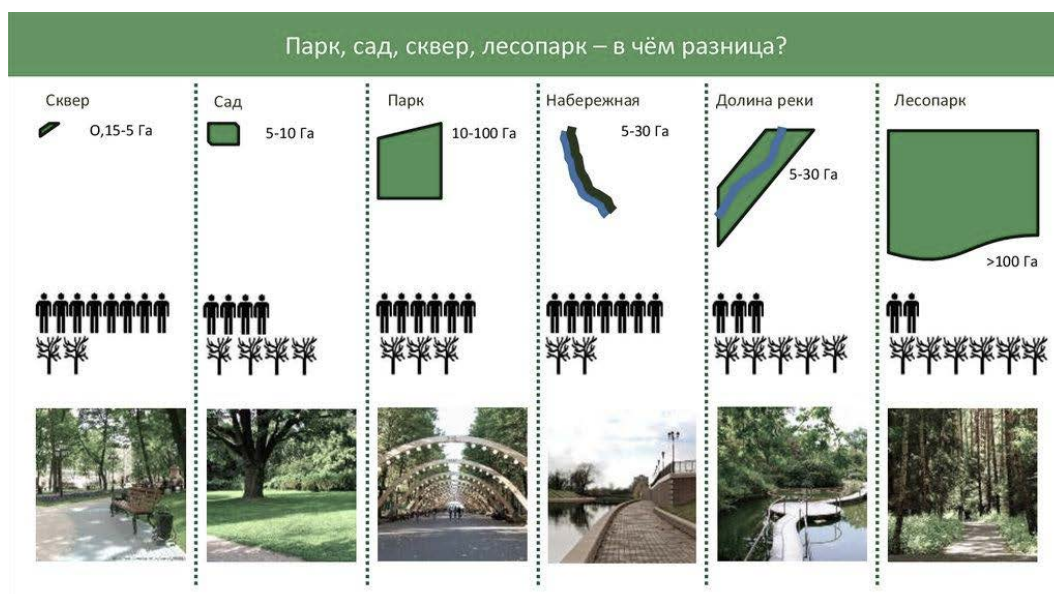 Парк, сад, сквер, лесопарк – в чём разница?
Сквер
0,15-5 Га
Сад
5-10 Га
Парк
10-100 Га
Набережная
5-30 Га
Долина реки
5-30 Га
Лесопарк
>100 Га